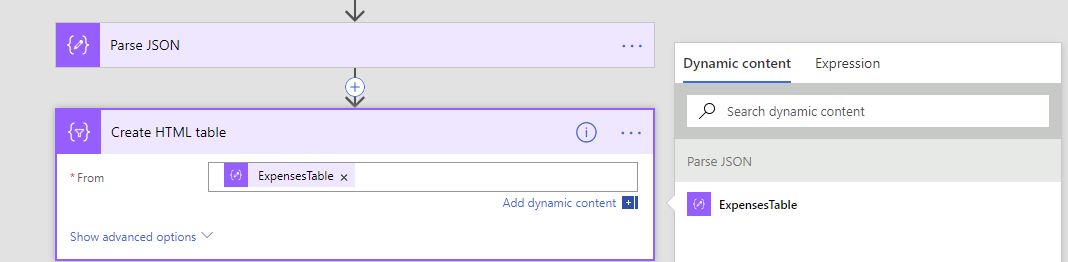 Parse JSON
Create HTML table
* From
ExpensesTable ×
Add dynamic content
Show advanced options
Dynamic content Expression
Search dynamic content
Parse JSON
ExpensesTable